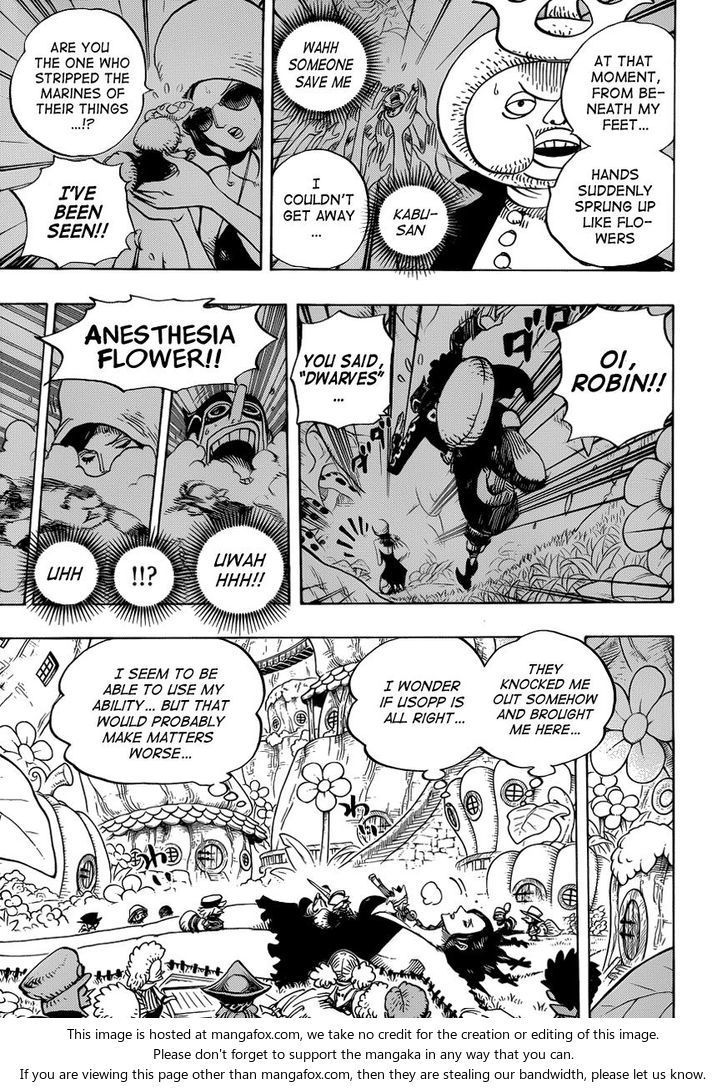 AT THAT
MOMENT,
FROM BE-
NEATH MY
FEET...
HANDS
SUDDENLY
SPRUNG UP
LIKE FLO-
WERS
WAHH
SOMEONE
SAVE ME
KABU-
SAN
I
COULDN'T
GET AWAY
...
ARE YOU
THE ONE WHO
STRIPPED THE
MARINES OF
THEIR THINGS
...!?
I'VE
BEEN
SEEN!!
OI,
ROBIN!!
YOU SAID,
"DWARVES"
...
ANESTHESIA
FLOWER!!
UWAH
HHH!!
!!?
UHH
THEY
KNOCKED ME
OUT SOMEHOW
AND BROUGHT
ME HERE...
I WONDER
IF USOPP IS
ALL RIGHT...
I SEEM TO BE
ABLE TO USE MY
ABILITY... BUT THAT
WOULD PROBABLY
MAKE MATTERS
WORSE...
This image is hosted at mangafox.com, we take no credit for the creation or editing of this image.
Please don't forget to support the mangaka in any way that you can.
If you are viewing this page other than mangafox.com, then they are stealing our bandwidth, please let us know.